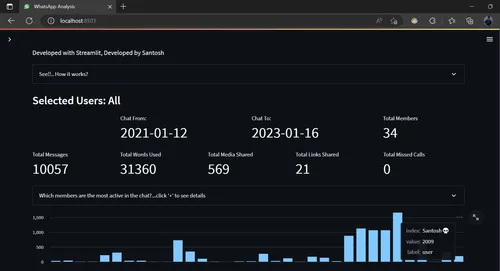 WhatsApp Analysis
localhost:8501
Developed with Streamlit, Developed by Santosh
See!!... How it works?
Selected Users: All
Chat From: Chat To: Total Members
2021-01-12 2023-01-16 34
Total Messages Total Words Used Total Media Shared Total Links Shared Total Missed Calls
10057 31360 569 21 0
Which members are the most active in the chat?...click '+' to see details
1,500
1,000
500
0
index: Santosh
value: 2009
label: user